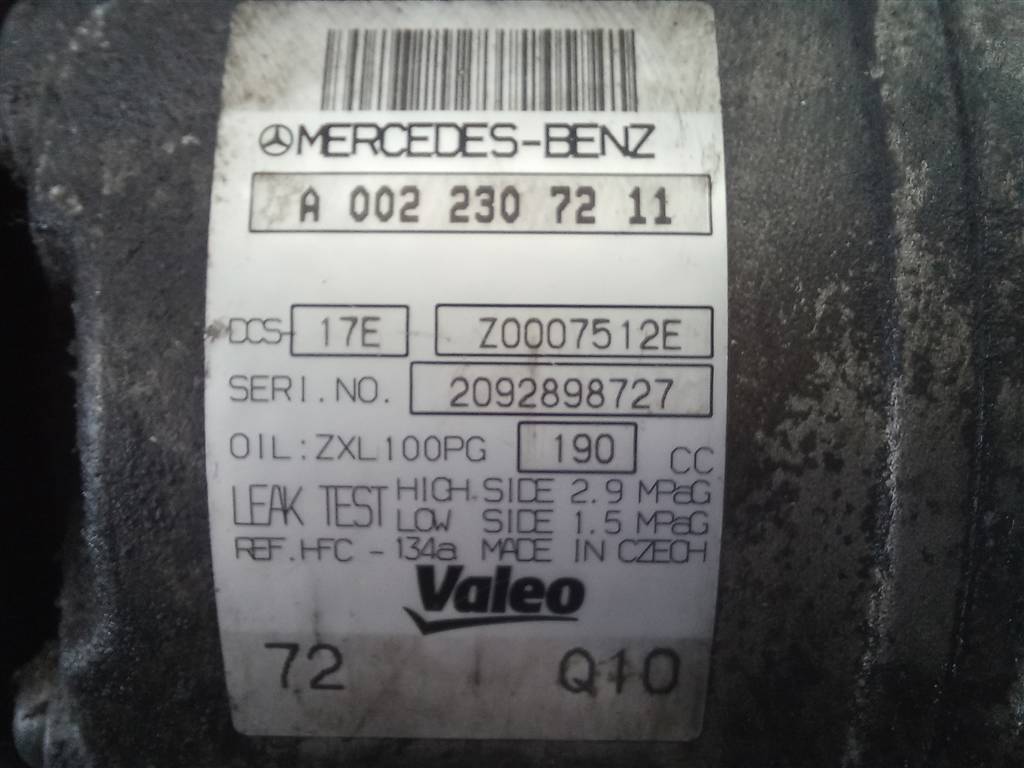 MERCEDES-BENZ
A 002 230 72 11
DCS- 17E Z0007512E
SERI.NO. 2092898727
OIL:ZXL100PG 190 CC
LEAK TEST HIGH SIDE 2.9 MPaG
LOW SIDE 1.5 MPaG
REF.HFC-134a MADE IN CZECH
Valeo
72 Q10